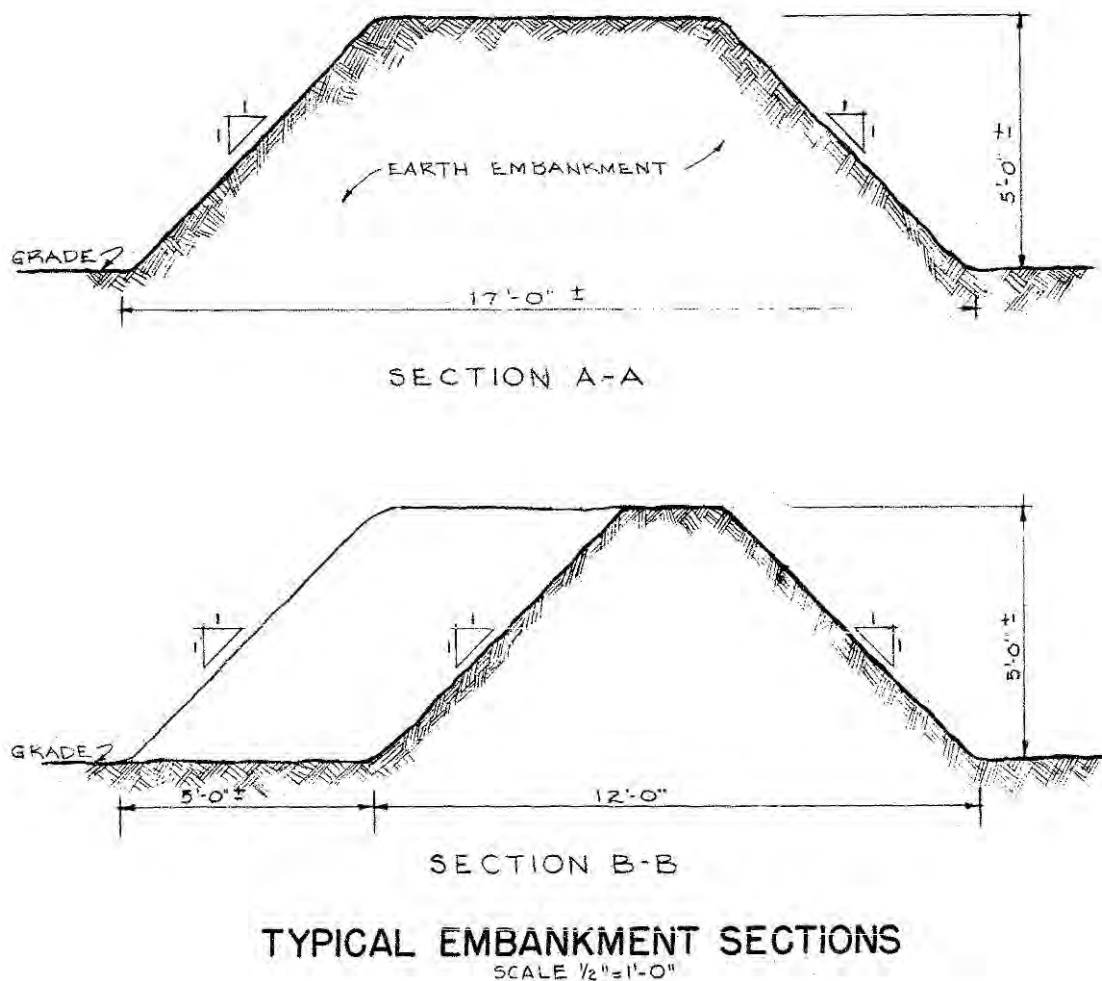 1
1
1
1
EARTH EMBANKMENT
5'-0" ±
GRADE
17'-0" ±
SECTION A-A
1
1
1
1
1
1
5'-0" ±
GRADE
5'-0" ±
12'-0"
SECTION B-B
TYPICAL EMBANKMENT SECTIONS
SCALE 1/2"=1'-0"